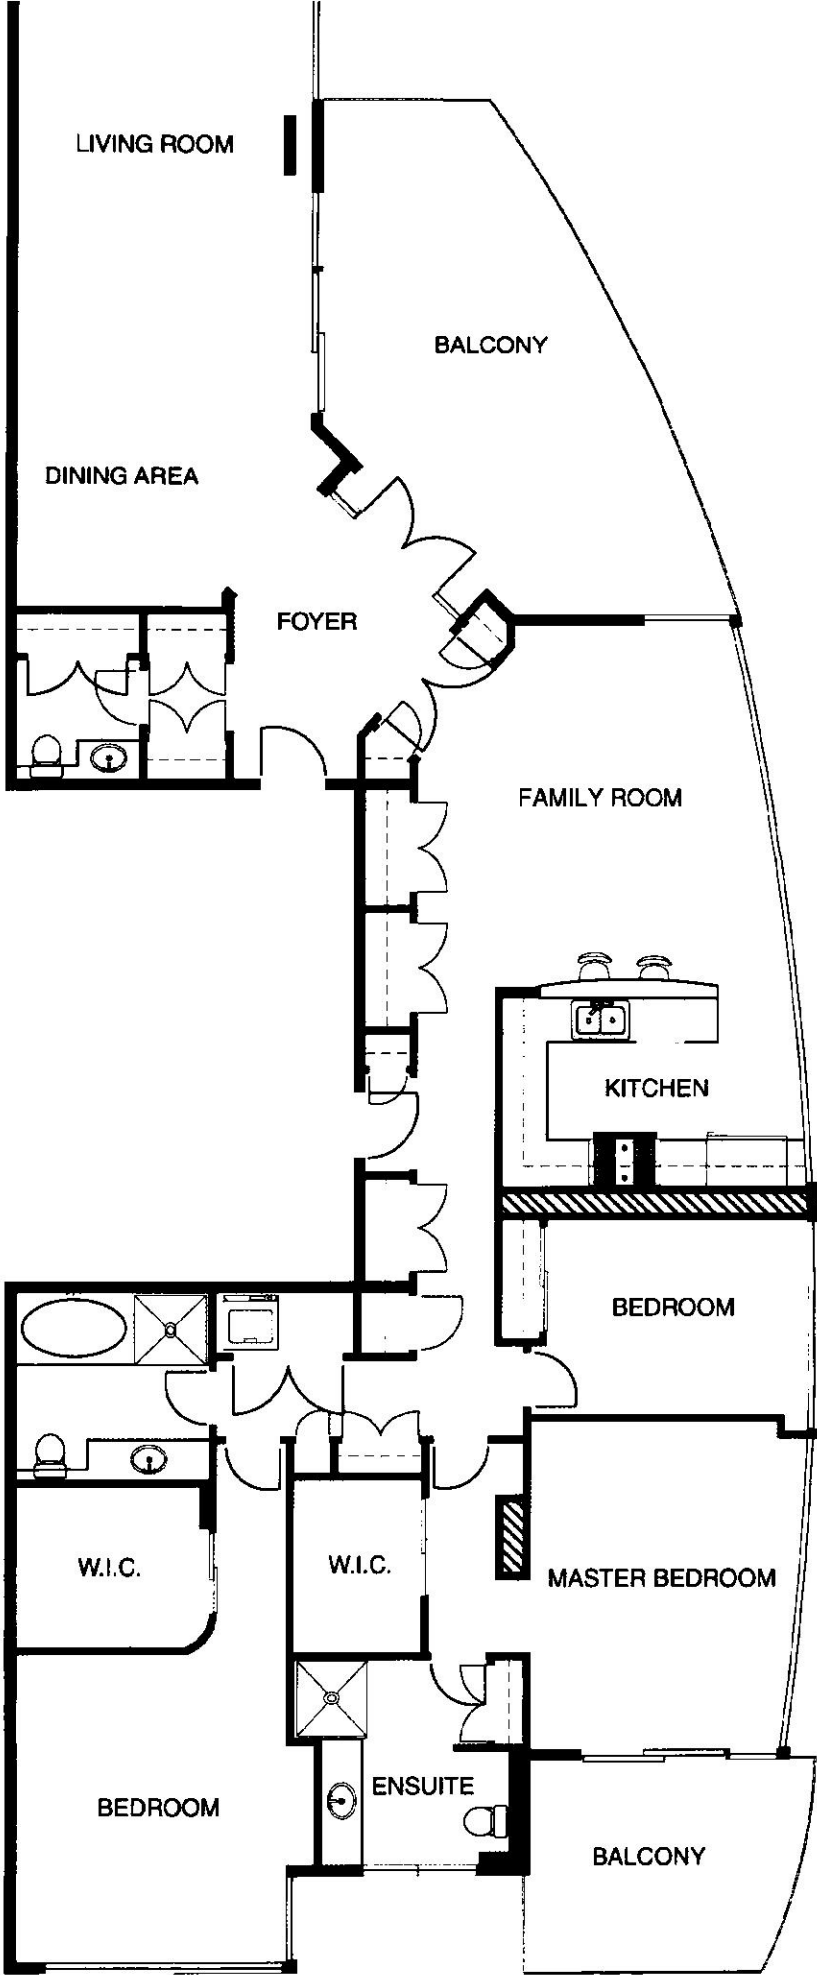 LIVING ROOM
BALCONY
DINING AREA
FOYER
FAMILY ROOM
KITCHEN
BEDROOM
W.I.C.
W.I.C.
MASTER BEDROOM
ENSUITE
BEDROOM
BALCONY